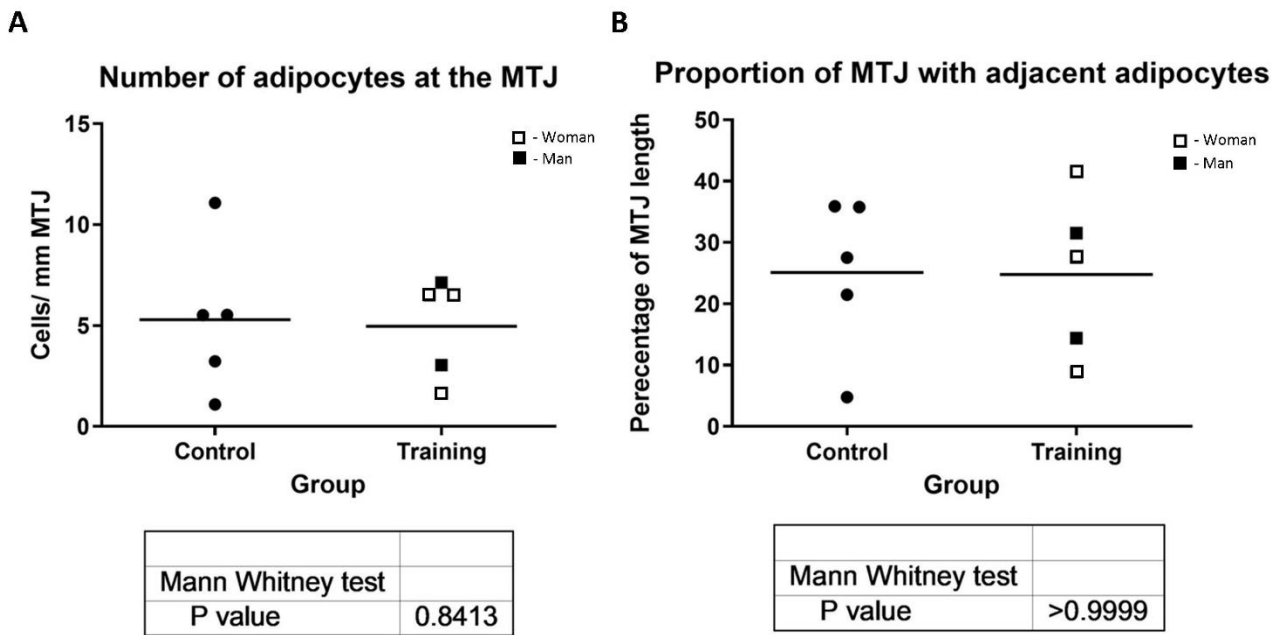 A
Number of adipocytes at the MTJ
Cells/ mm MTJ
15
10
5
0
- Woman
- Man
Control
Training
Group
Mann Whitney test
P value 0.8413
B
Proportion of MTJ with adjacent adipocytes
Perecentage of MTJ length
50
40
30
20
10
0
- Woman
- Man
Control
Training
Group
Mann Whitney test
P value >0.9999